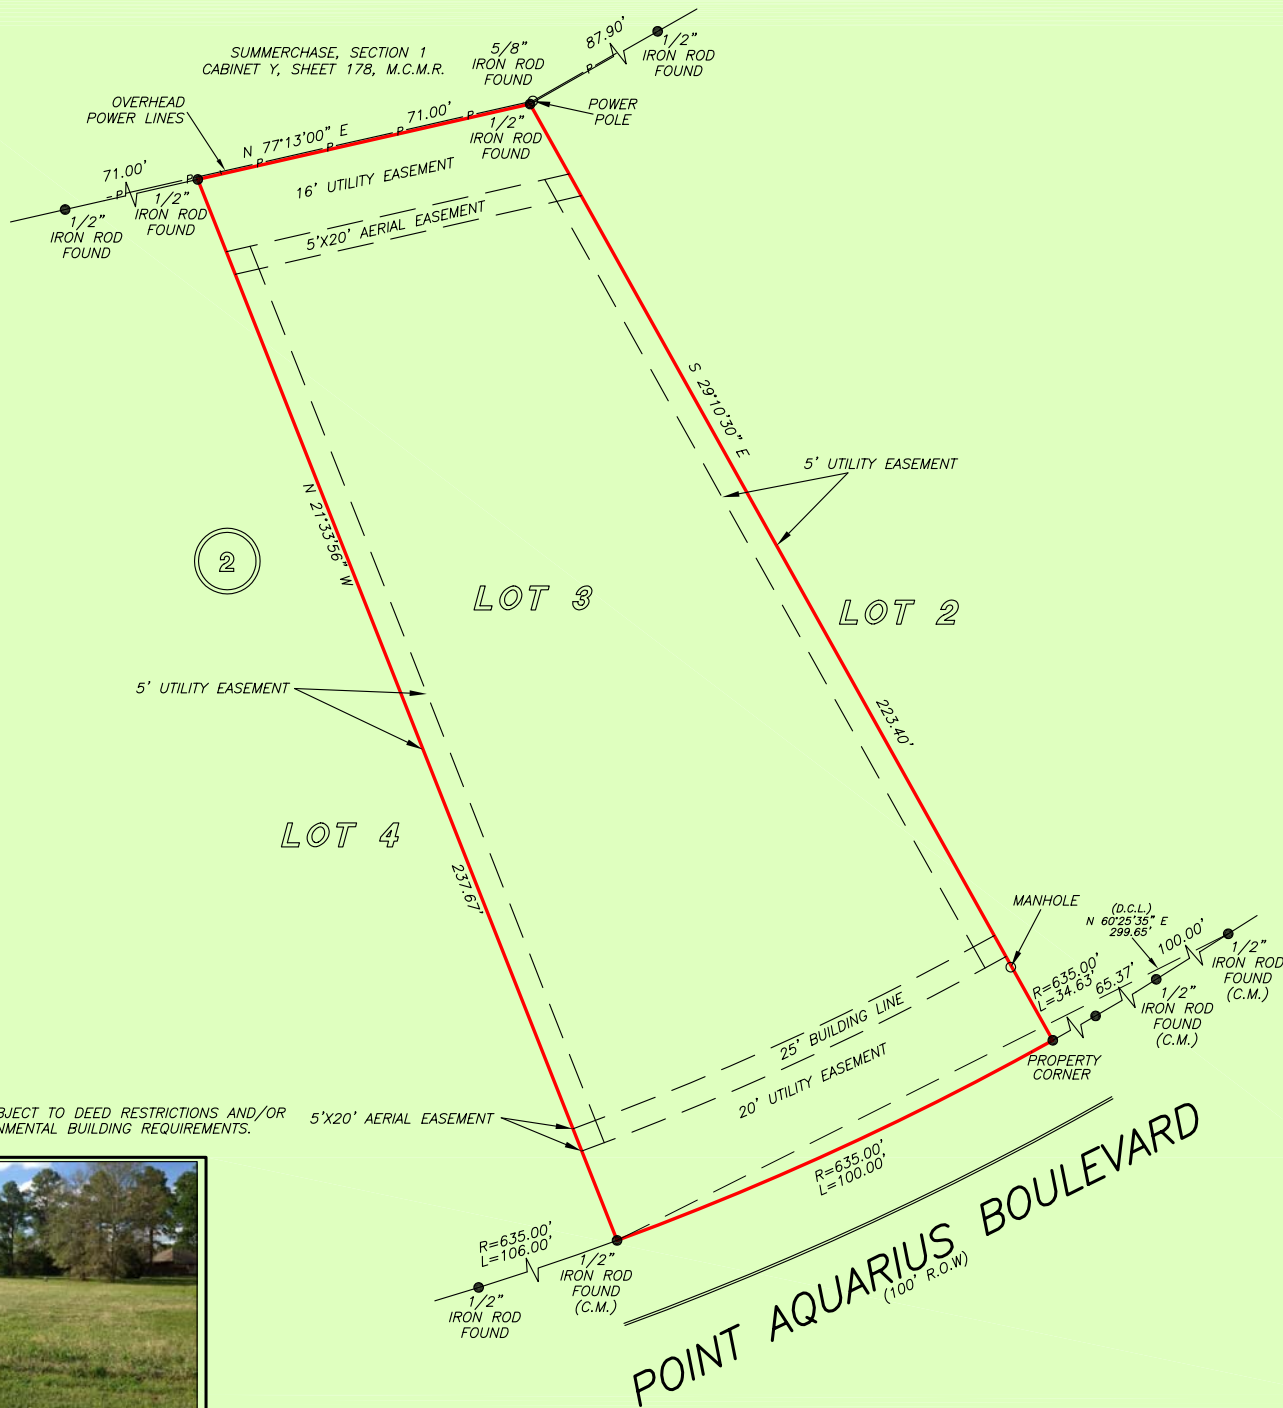 SUMMERCHASE, SECTION 1
CABINET Y, SHEET 178, M.C.M.R.
5/8"
IRON ROD
FOUND
87.90'
1/2"
IRON ROD
FOUND
OVERHEAD
POWER LINES
N 77°13'00" E
P
P
P
P
71.00'
1/2"
IRON ROD
FOUND
P
POWER
POLE
71.00'
P
P
1/2"
IRON ROD
FOUND
1/2"
IRON ROD
FOUND
16' UTILITY EASEMENT
5'X20' AERIAL EASEMENT
S 29°10'30" E
5' UTILITY EASEMENT
N 21°33'56" W
2
LOT 3
LOT 2
5' UTILITY EASEMENT
223.40'
LOT 4
237.67'
MANHOLE
(D.C.L.)
N 60°25'35" E
299.65'
100.00'
1/2"
IRON ROD
FOUND
(C.M.)
R=635.00'
L=34.63'
65.37'
1/2"
IRON ROD
FOUND
(C.M.)
25' BUILDING LINE
20' UTILITY EASEMENT
PROPERTY
CORNER
BJECT TO DEED RESTRICTIONS AND/OR
NMENTAL BUILDING REQUIREMENTS.
5'X20' AERIAL EASEMENT
R=635.00'
L=100.00'
R=635.00'
L=106.00'
1/2"
IRON ROD
FOUND
(C.M.)
1/2"
IRON ROD
FOUND
POINT AQUARIUS BOULEVARD
(100' R.O.W)